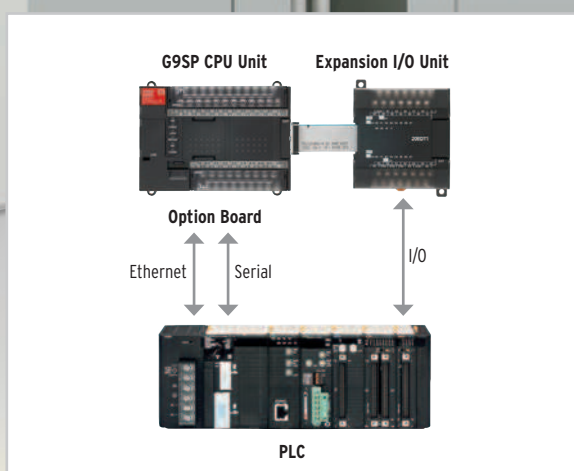 G9SP CPU Unit
Expansion I/O Unit
Option Board
Ethernet
Serial
I/O
PLC